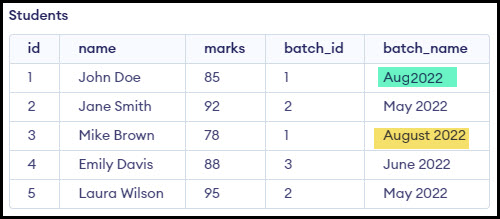 Students
id name marks batch_id batch_name
1 John Doe 85 1 Aug2022
2 Jane Smith 92 2 May 2022
3 Mike Brown 78 1 August 2022
4 Emily Davis 88 3 June 2022
5 Laura Wilson 95 2 May 2022